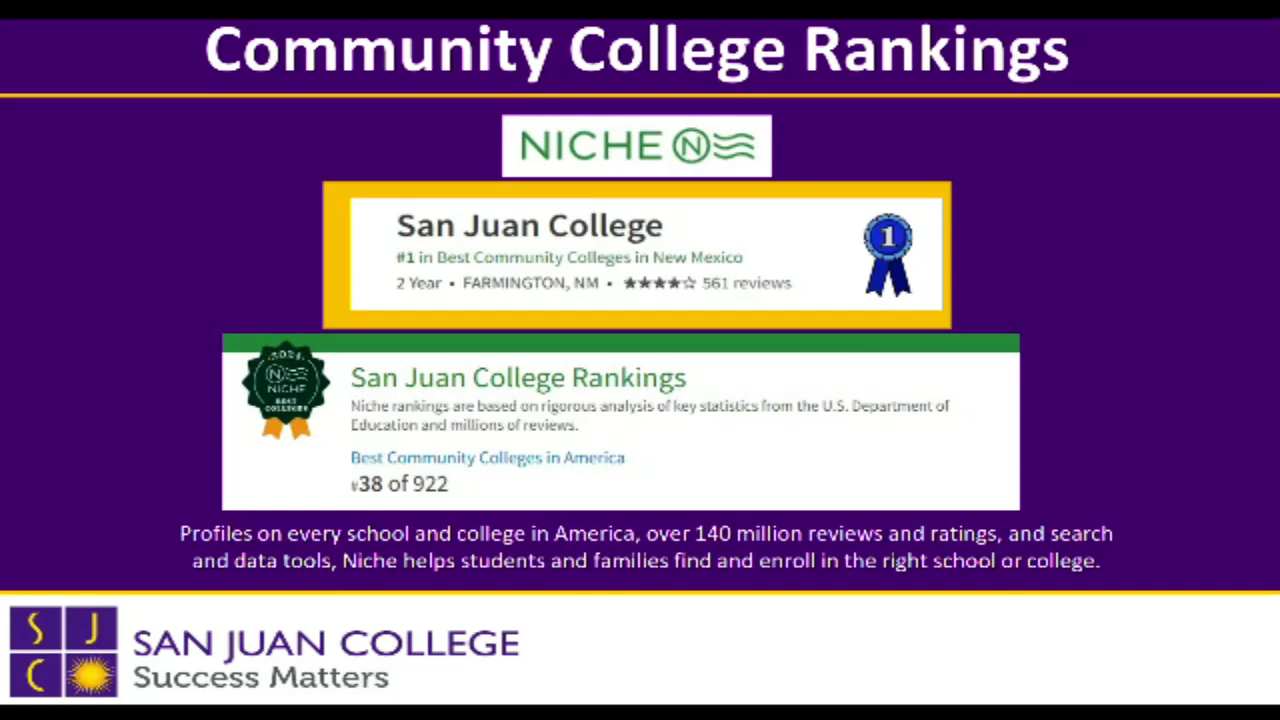 Community College Rankings
NICHE N
San Juan College
#1 in Best Community Colleges in New Mexico
1
2 Year • FARMINGTON, NM • ★★★★☆ 561 reviews
NICHE
BEST
COLLEGES
San Juan College Rankings
Niche rankings are based on rigorous analysis of key statistics from the U.S. Department of
Education and millions of reviews.
Best Community Colleges in America
#38 of 922
Profiles on every school and college in America, over 140 million reviews and ratings, and search
and data tools, Niche helps students and families find and enroll in the right school or college.
S J
C
SAN JUAN COLLEGE
Success Matters